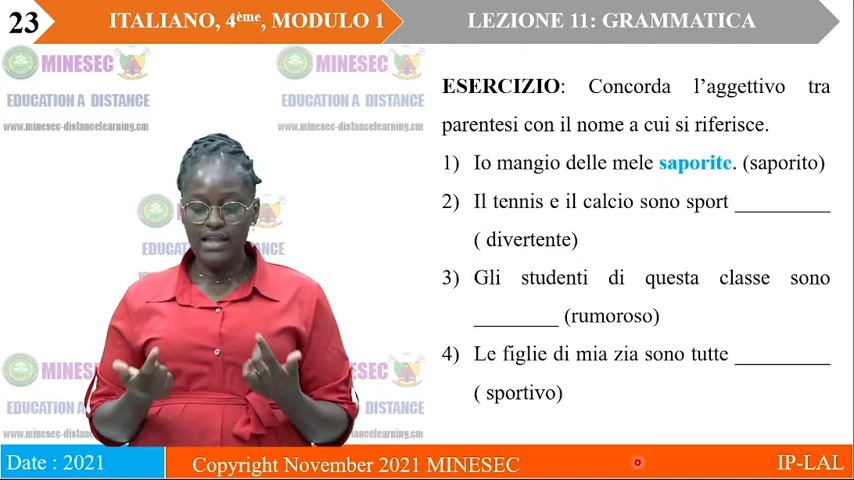 23
ITALIANO, 4ème, MODULO 1
LEZIONE 11: GRAMMATICA
MINESEC
EDUCATION A DISTANCE
www.minesec-distancelearning.cm
MINESEC
EDUCATION A DISTANCE
www.minesec-distancelearning.cm
ESERCIZIO: Concorda l’aggettivo tra
parentesi con il nome a cui si riferisce.
1) Io mangio delle mele saporite. (saporito)
2) Il tennis e il calcio sono sport _________
( divertente)
3) Gli studenti di questa classe sono
________ (rumoroso)
4) Le figlie di mia zia sono tutte _________
( sportivo)
Date : 2021
Copyright November 2021 MINESEC
IP-LAL